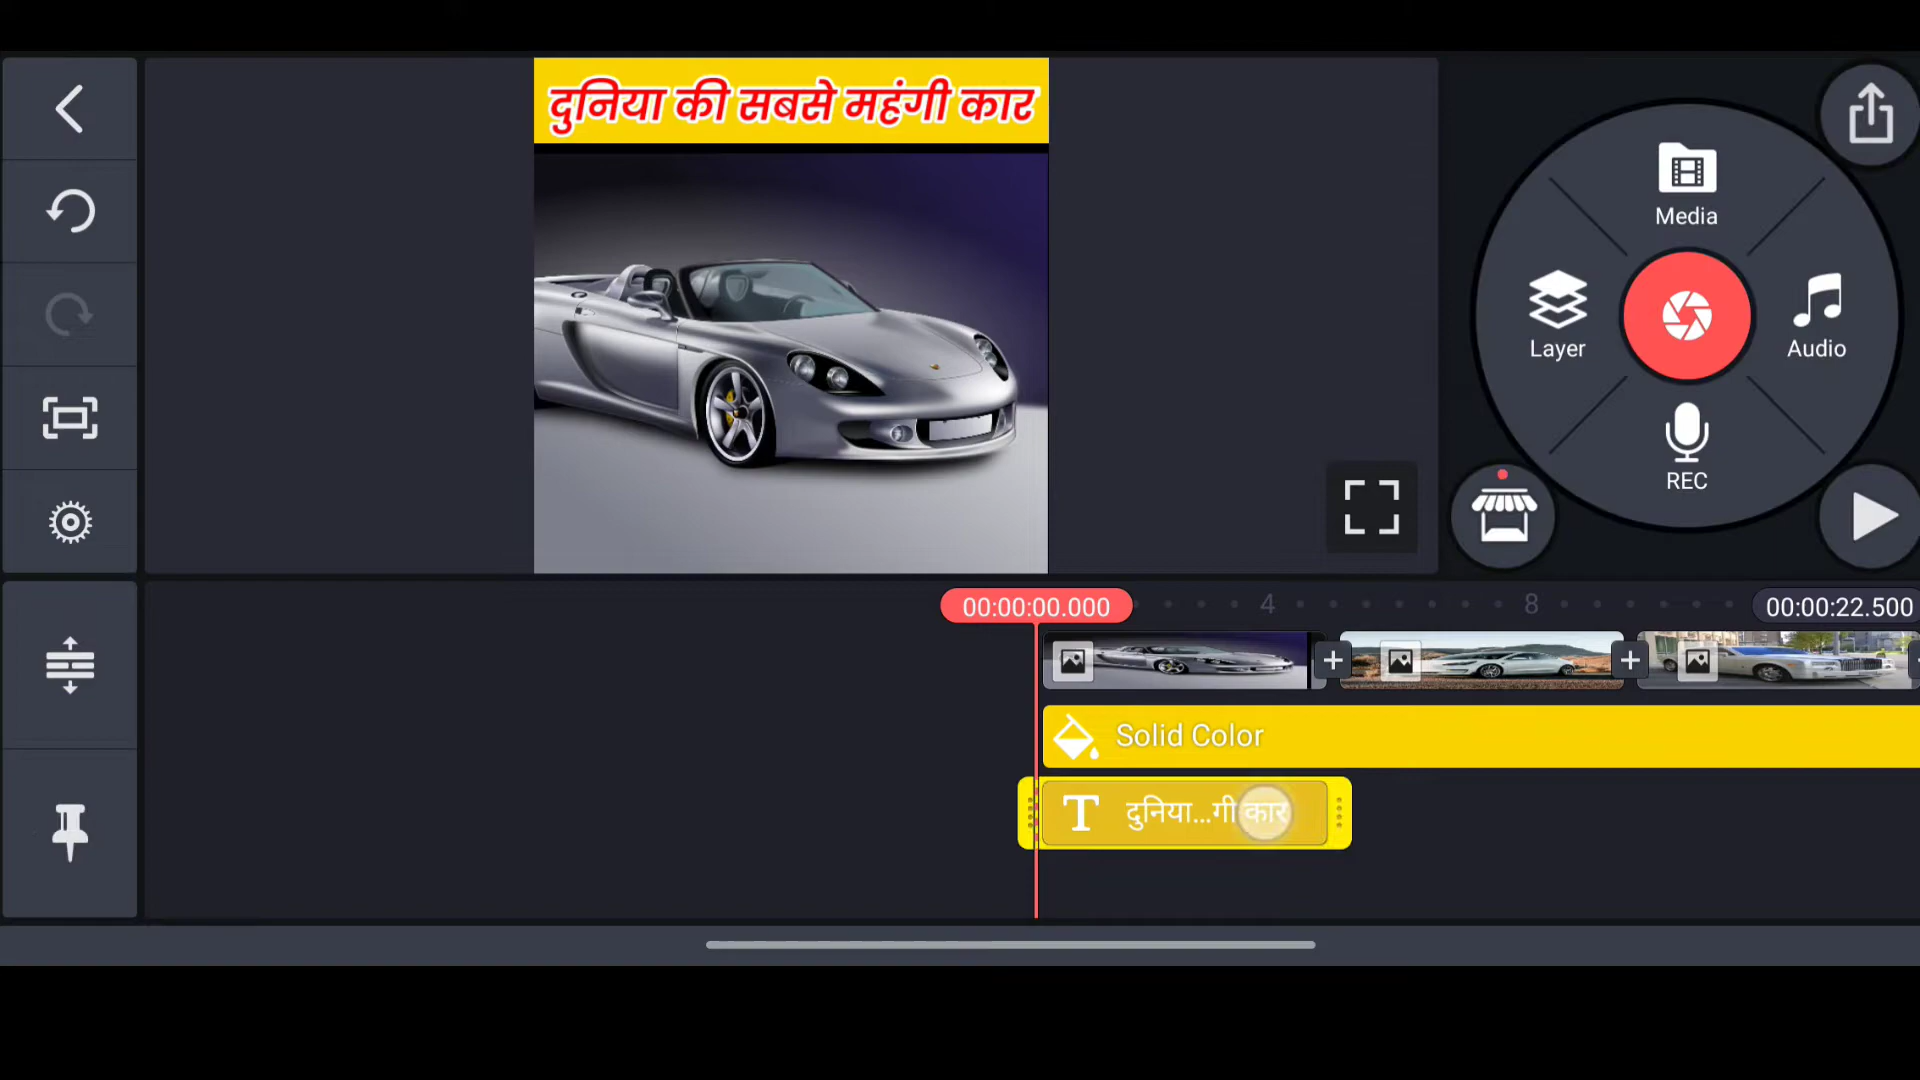 दुनिया की सबसे महंगी कार
Media
Layer
Audio
REC
00:00:00.000
4
8
00:00:22.500
Solid Color
T दुनिया...गी कार